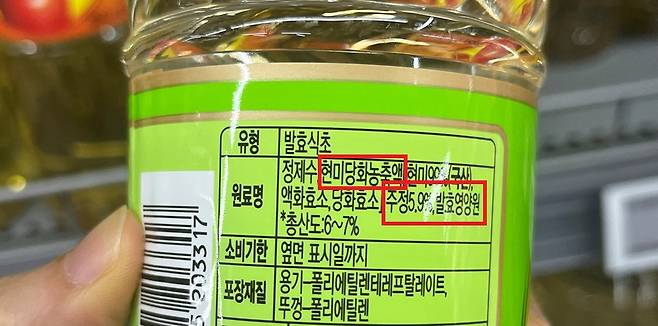 유형 발효식초
정제수, 현미당화농축액(현미90%(국산),
원료명 액화효소, 당화효소), 주정5.9%, 발효영양원
*총산도:6~7%
소비기한 옆면 표시일까지
포장재질 용기-폴리에틸렌테레프탈레이트,
뚜껑-폴리에틸렌
5 203317